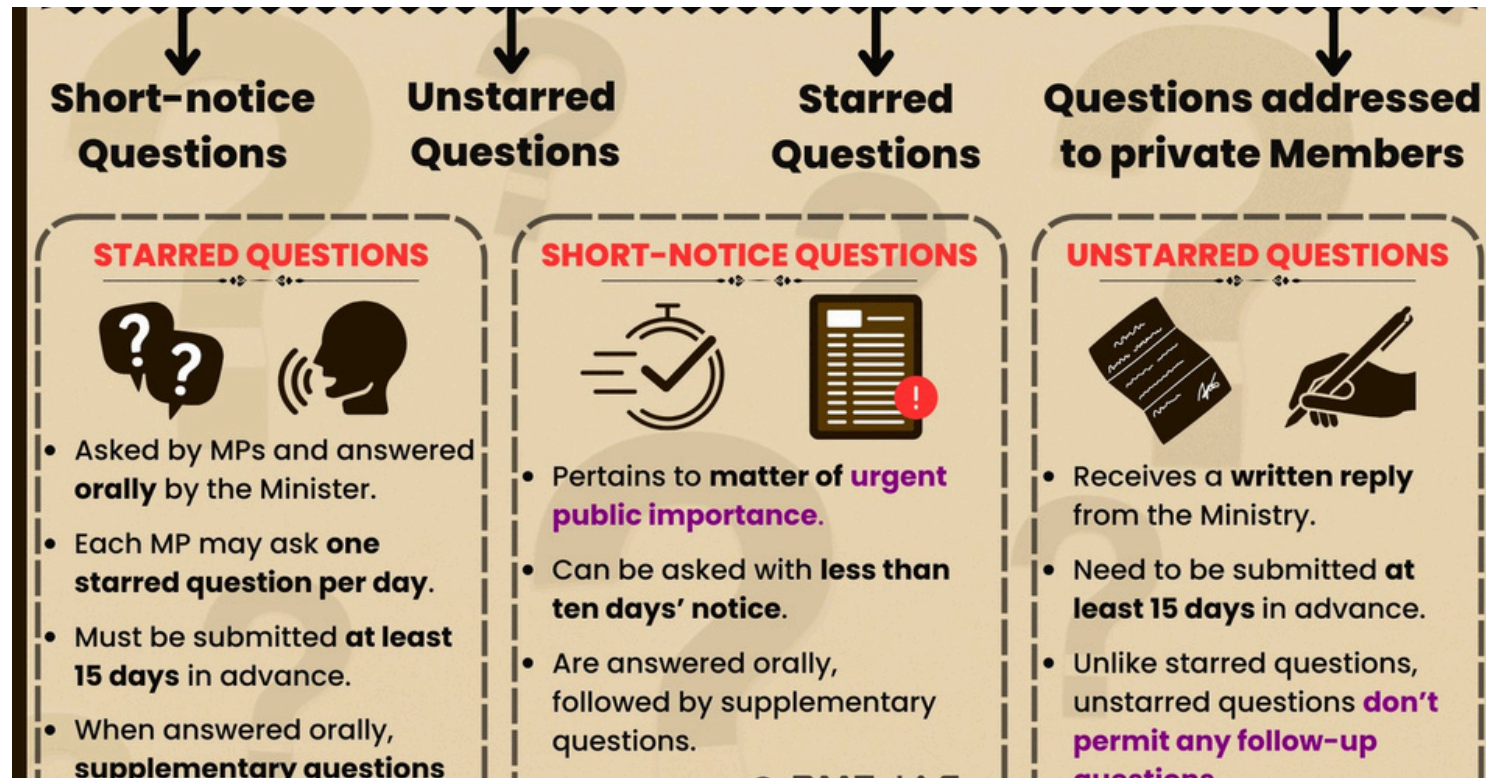 Short-notice
Questions
Unstarred
Questions
Starred
Questions
Questions addressed
to private Members
STARRED QUESTIONS
? ?
• Asked by MPs and answered
orally by the Minister.
• Each MP may ask one
starred question per day.
• Must be submitted at least
15 days in advance.
• When answered orally,
supplementary questions
SHORT-NOTICE QUESTIONS
!
• Pertains to matter of urgent
public importance.
• Can be asked with less than
ten days' notice.
• Are answered orally,
followed by supplementary
questions.
UNSTARRED QUESTIONS
• Receives a written reply
from the Ministry.
• Need to be submitted at
least 15 days in advance.
• Unlike starred questions,
unstarred questions don't
permit any follow-up
questions